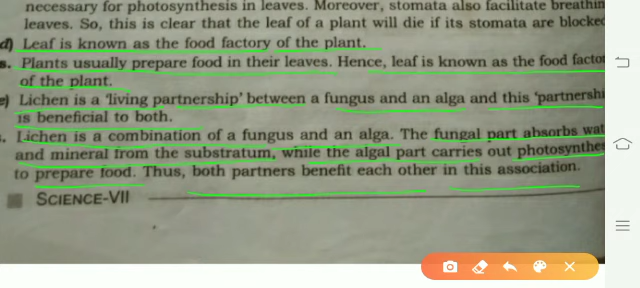 necessary for photosynthesis in leaves. Moreover, stomata also facilitate
leaves. So, this is clear that the leaf of a plant will die if its stomata are
d) Leaf is known as the food factory of the plant.
s. Plants usually prepare food in their leaves. Hence, leaf is known as the food
of the plant.
e) Lichen is a 'living partnership' between a fungus and an alga and this
is beneficial to both.
. Lichen is a combination of a fungus and an alga. The fungal part absorbs
and mineral from the substratum, while the algal part carries out
to prepare food. Thus, both partners benefit each other in this association.
SCIENCE-VII